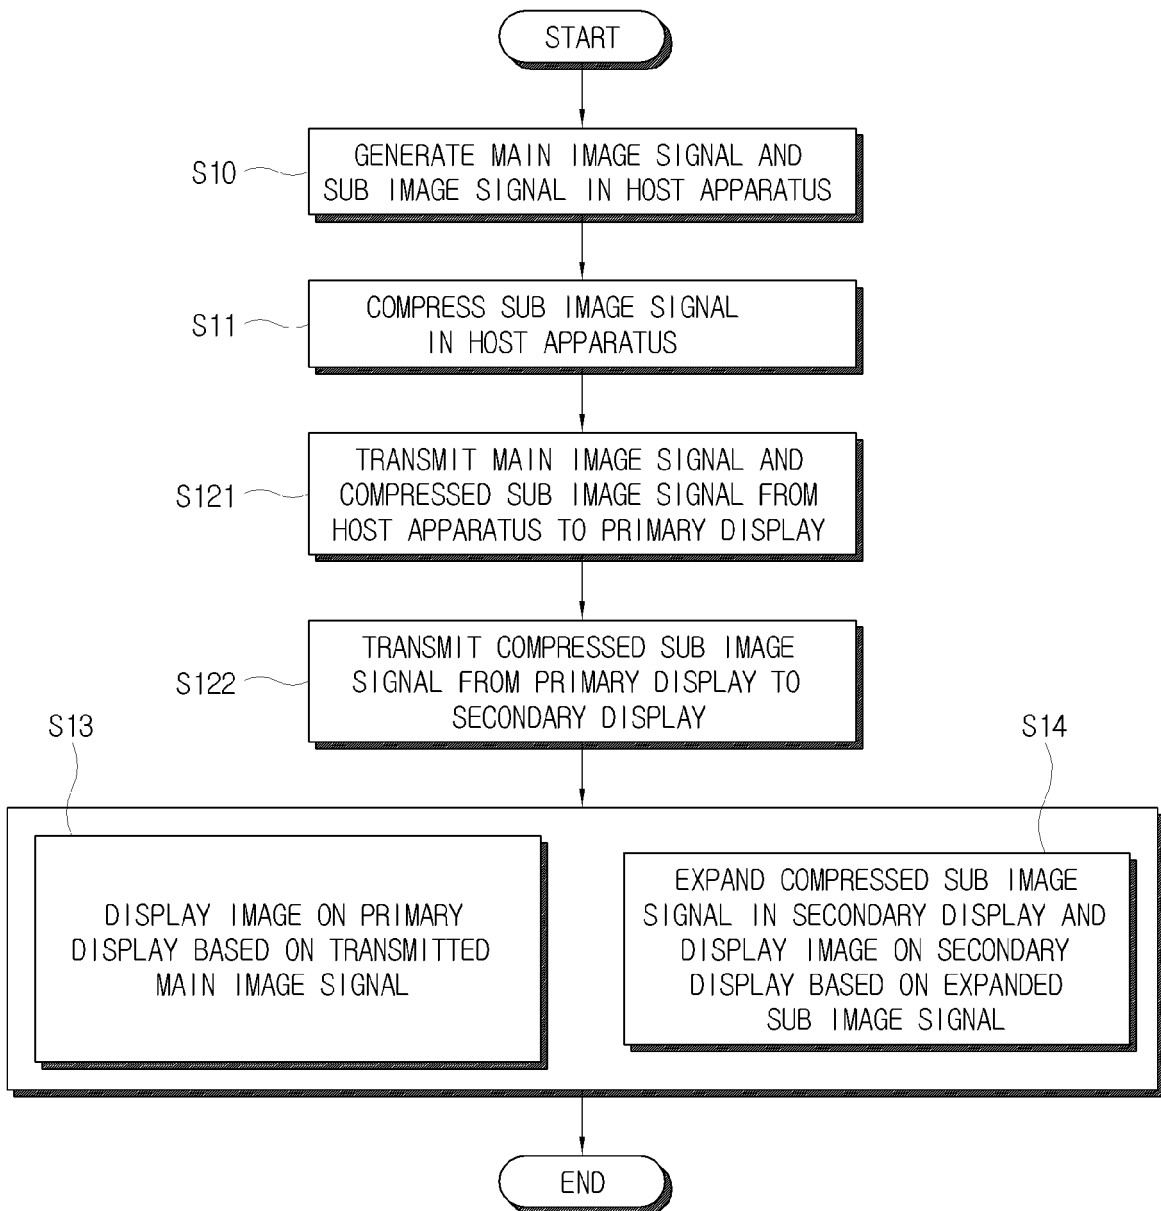 START
S10
GENERATE MAIN IMAGE SIGNAL AND
SUB IMAGE SIGNAL IN HOST APPARATUS
S11
COMPRESS SUB IMAGE SIGNAL
IN HOST APPARATUS
S121
TRANSMIT MAIN IMAGE SIGNAL AND
COMPRESSED SUB IMAGE SIGNAL FROM
HOST APPARATUS TO PRIMARY DISPLAY
S122
TRANSMIT COMPRESSED SUB IMAGE
SIGNAL FROM PRIMARY DISPLAY TO
SECONDARY DISPLAY
S13
DISPLAY IMAGE ON PRIMARY
DISPLAY BASED ON TRANSMITTED
MAIN IMAGE SIGNAL
S14
EXPAND COMPRESSED SUB IMAGE
SIGNAL IN SECONDARY DISPLAY AND
DISPLAY IMAGE ON SECONDARY
DISPLAY BASED ON EXPANDED
SUB IMAGE SIGNAL
END